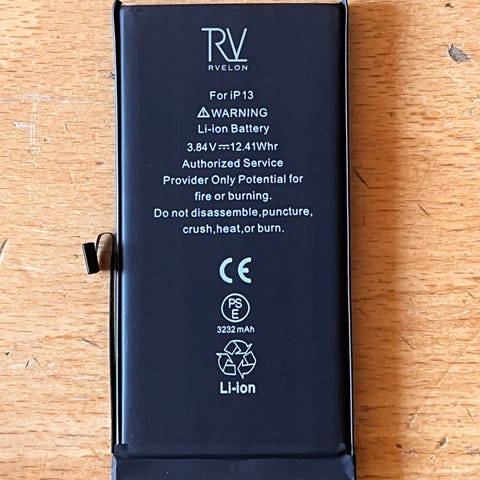 RV
RVELON
For iP13
⚠WARNING
Li-ion Battery
3.84V⎓12.41Whr
Authorized Service
Provider Only Potential for
fire or burning.
Do not disassemble,puncture,
crush,heat,or burn.
CE
PS
E
3232mAh
Li-ion